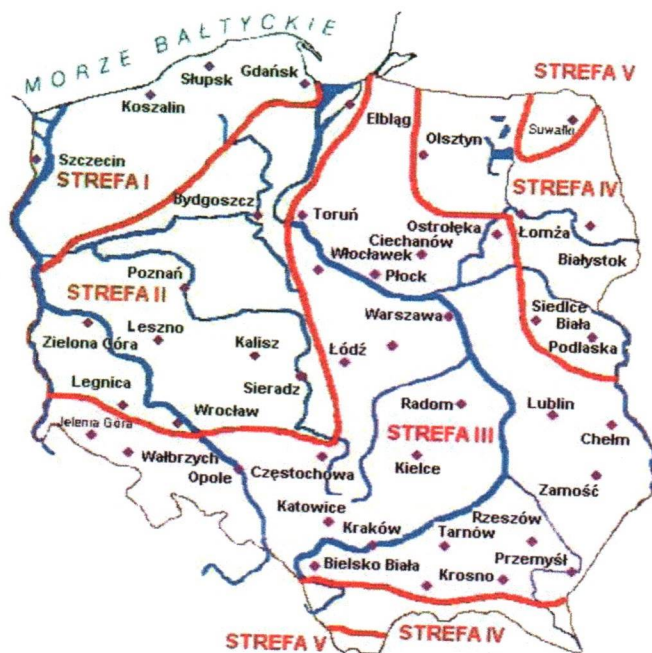 MORZE BAŁTYCKIE
STREFA V
Słupsk
Gdańsk
Koszalin
Elbląg
Olsztyn
Suwałki
Szczecin
STREFA I
STREFA IV
Bydgoszcz
Toruń
Ostrołęka
Łomża
Ciechanów
Białystok
Włocławek
Płock
Poznań
STREFA II
Leszno
Zielona Góra
Kalisz
Warszawa
Siedlce
Biała
Podlaska
Łódź
Legnica
Sieradz
Wrocław
Radom
Lublin
STREFA III
Jelenia Góra
Chełm
Wałbrzych
Opole
Częstochowa
Kielce
Zamość
Katowice
Kraków
Rzeszów
Tarnów
Przemyśl
Bielsko Biała
Krosno
STREFA V
STREFA IV